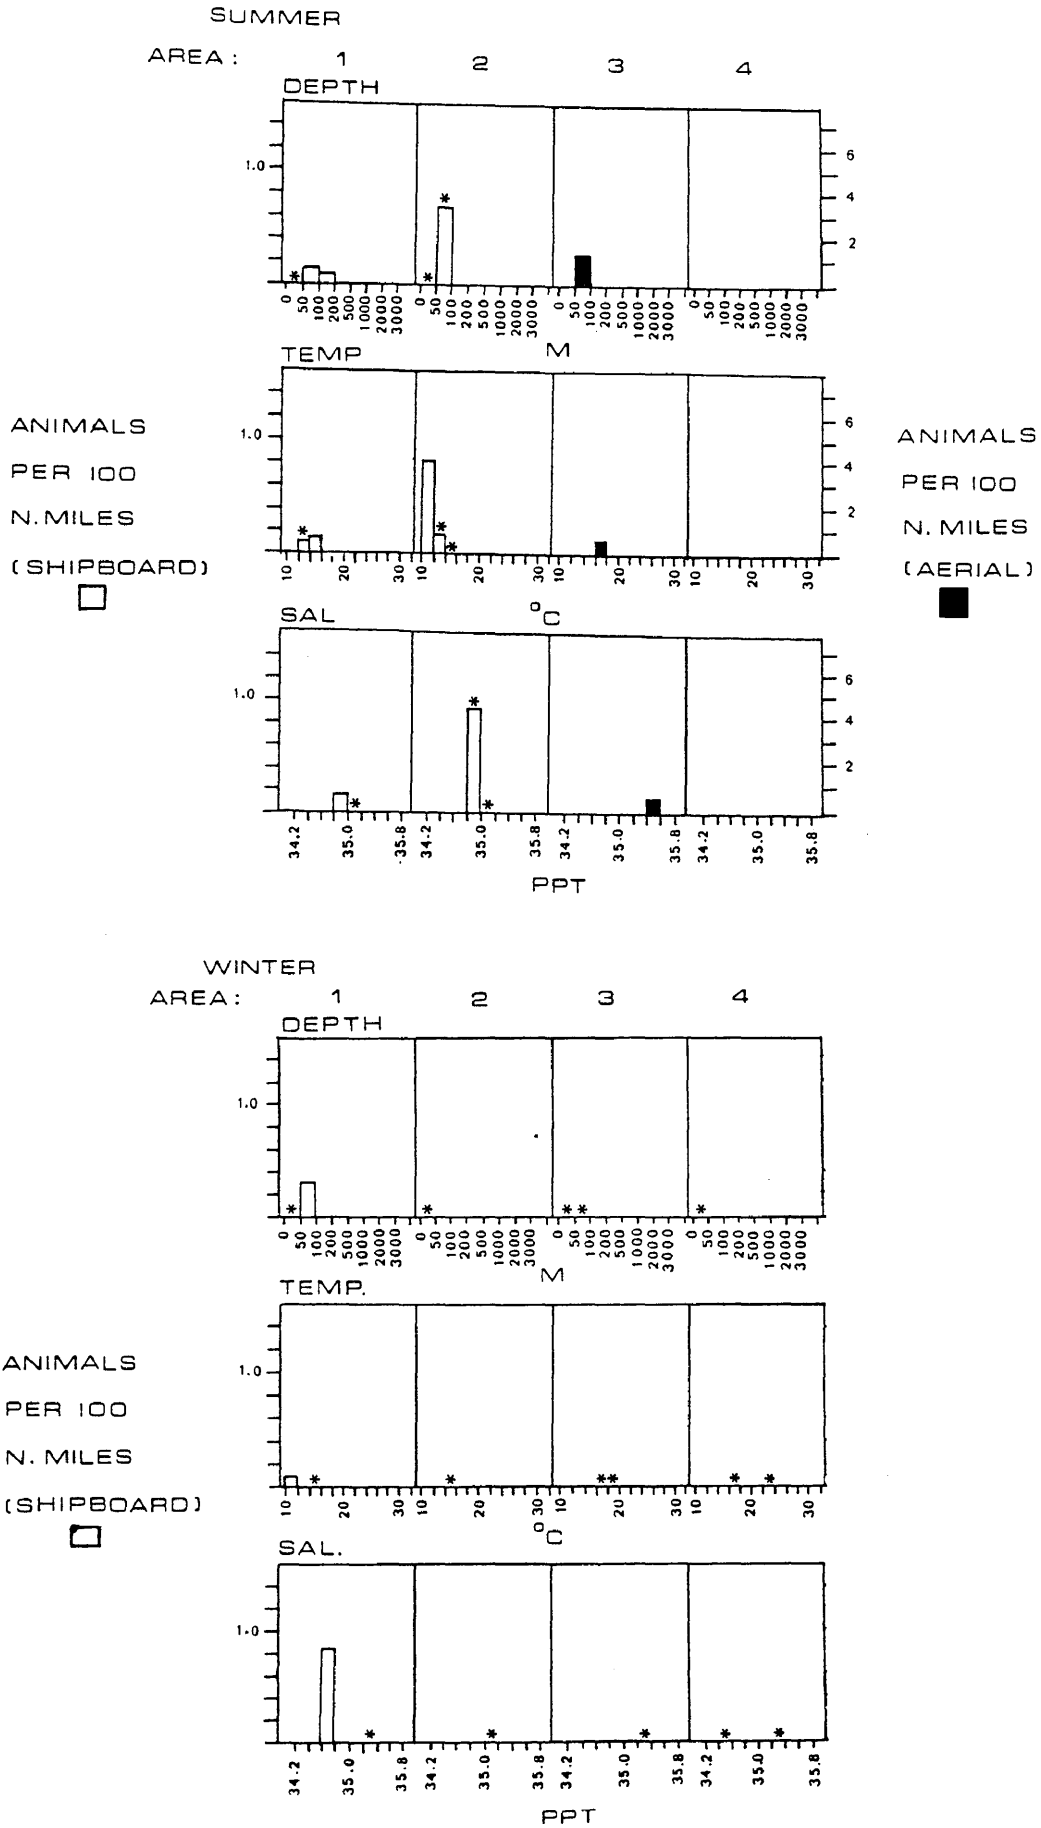 SUMMER
AREA: 1 2 3 4
DEPTH
1.0
6
4
2
* * *
0 50 100 200 500 1000 2000 3000 0 50 100 200 500 1000 2000 3000 0 50 100 200 500 1000 2000 3000 0 50 100 200 500 1000 2000 3000
M
TEMP
1.0
6
4
2
* * *
10 20 30 10 20 30 10 20 30 10 20 30
°C
ANIMALS
PER 100
N.MILES
(SHIPBOARD)
ANIMALS
PER 100
N. MILES
(AERIAL)
SAL
1.0
6
4
2
* * *
34.2 35.0 35.8 34.2 35.0 35.8 34.2 35.0 35.8 34.2 35.0 35.8
PPT
WINTER
AREA: 1 2 3 4
DEPTH
1.0
* * * * *
0 50 100 200 500 1000 2000 3000 0 50 100 200 500 1000 2000 3000 0 50 100 200 500 1000 2000 3000 0 50 100 200 500 1000 2000 3000
M
TEMP.
1.0
* * * * * *
10 20 30 10 20 30 10 20 30 10 20 30
°C
ANIMALS
PER 100
N. MILES
(SHIPBOARD)
SAL.
1.0
* * * * *
34.2 35.0 35.8 34.2 35.0 35.8 34.2 35.0 35.8 34.2 35.0 35.8
PPT